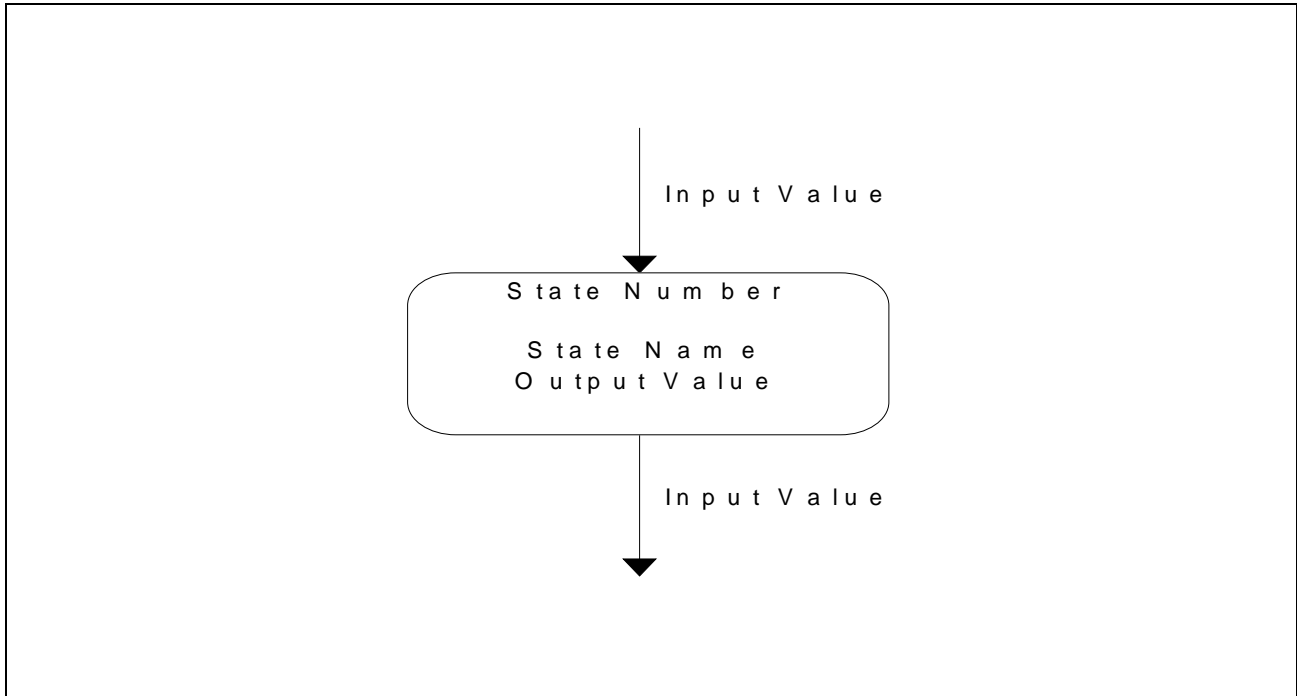 Input Value
State Number
State Name
Output Value
Input Value